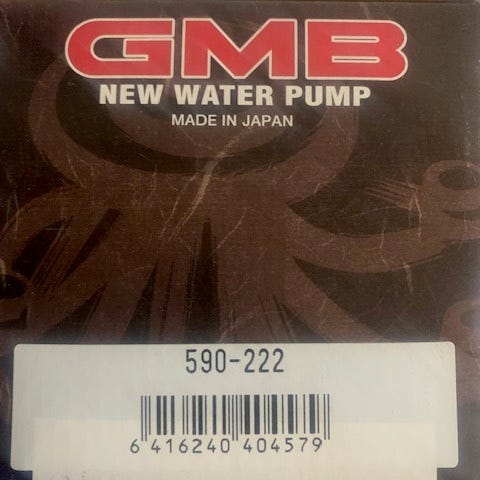 GMB
NEW WATER PUMP
MADE IN JAPAN
590-222
6 416240 404579